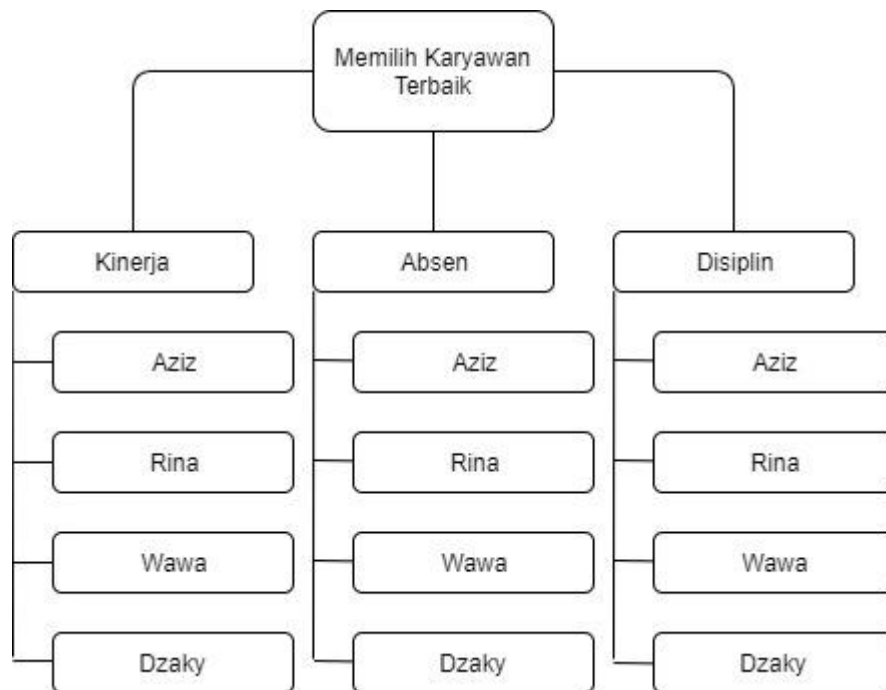 Memilih Karyawan
Terbaik
Kinerja
Absen
Disiplin
Aziz
Aziz
Aziz
Rina
Rina
Rina
Wawa
Wawa
Wawa
Dzaky
Dzaky
Dzaky